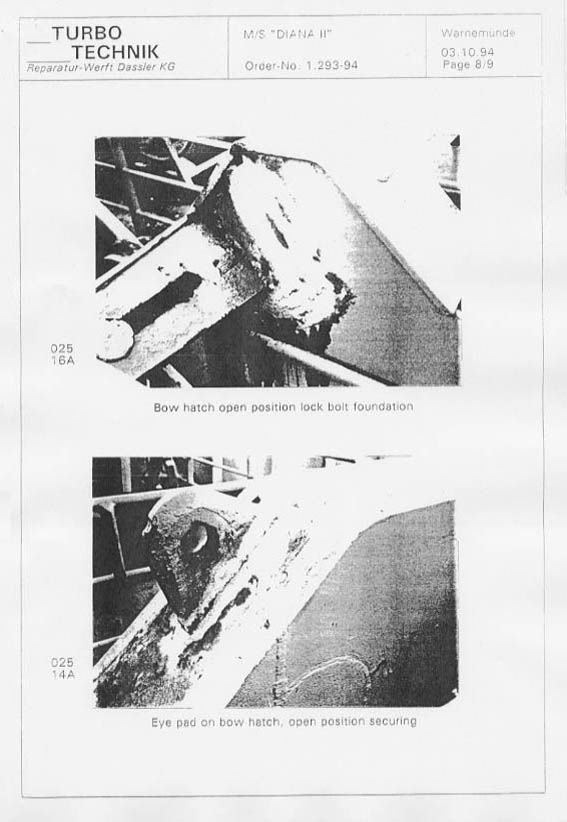 TURBO
TECHNIK
Reparatur-Werft Dassler KG
M/S "DIANA II"
Order-No. 1.293-94
Warnemünde
03.10.94
Page 8/9
025
16A
Bow hatch open position lock bolt foundation
025
14A
Eye pad on bow hatch, open position securing